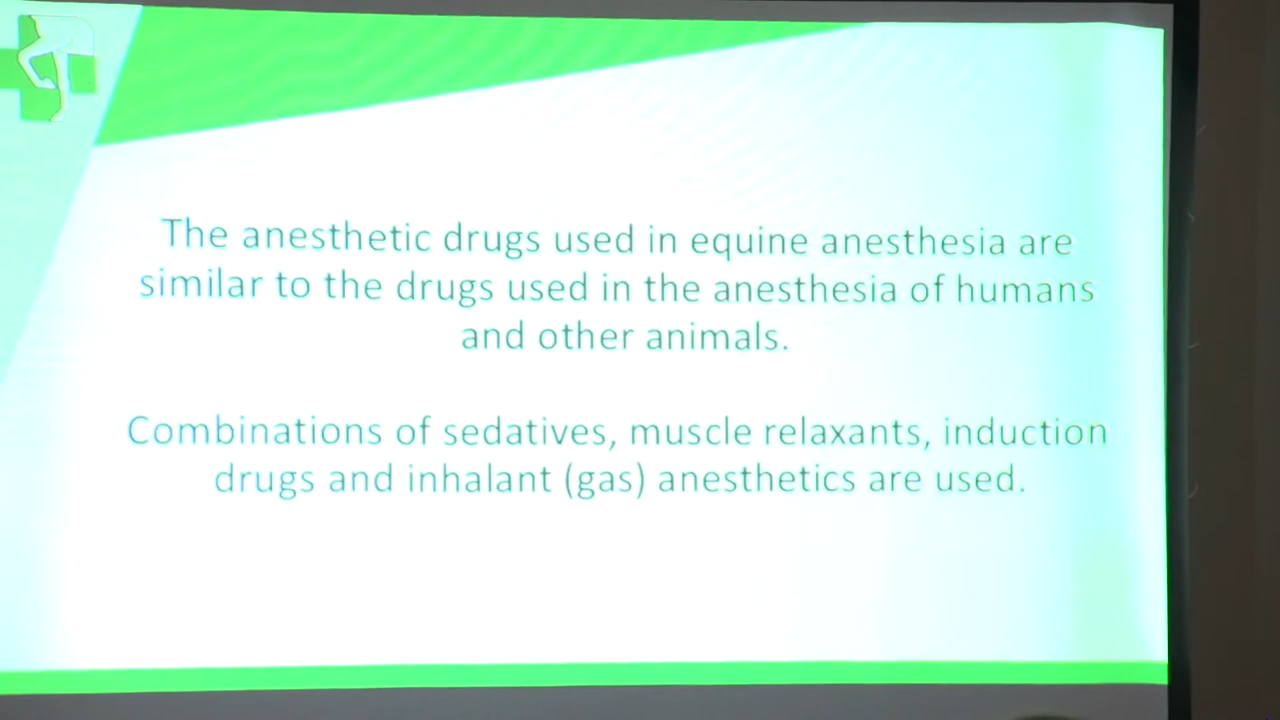 The anesthetic drugs used in equine anesthesia are
similar to the drugs used in the anesthesia of humans
and other animals.
Combinations of sedatives, muscle relaxants, induction
drugs and inhalant (gas) anesthetics are used.